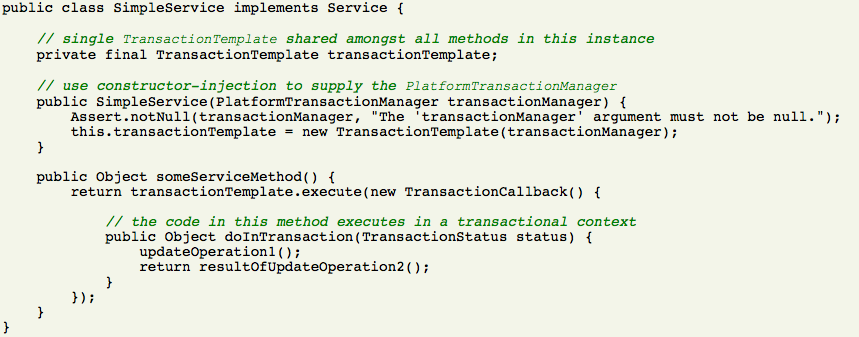 public class SimpleService implements Service {
// single TransactionTemplate shared amongst all methods in this instance
private final TransactionTemplate transactionTemplate;
// use constructor-injection to supply the PlatformTransactionManager
public SimpleService(PlatformTransactionManager transactionManager) {
Assert.notNull(transactionManager, "The 'transactionManager' argument must not be null.");
this.transactionTemplate = new TransactionTemplate(transactionManager);
}
public Object someServiceMethod() {
return transactionTemplate.execute(new TransactionCallback() {
// the code in this method executes in a transactional context
public Object doInTransaction(TransactionStatus status) {
updateOperation1();
return resultOfUpdateOperation2();
}
});
}
}